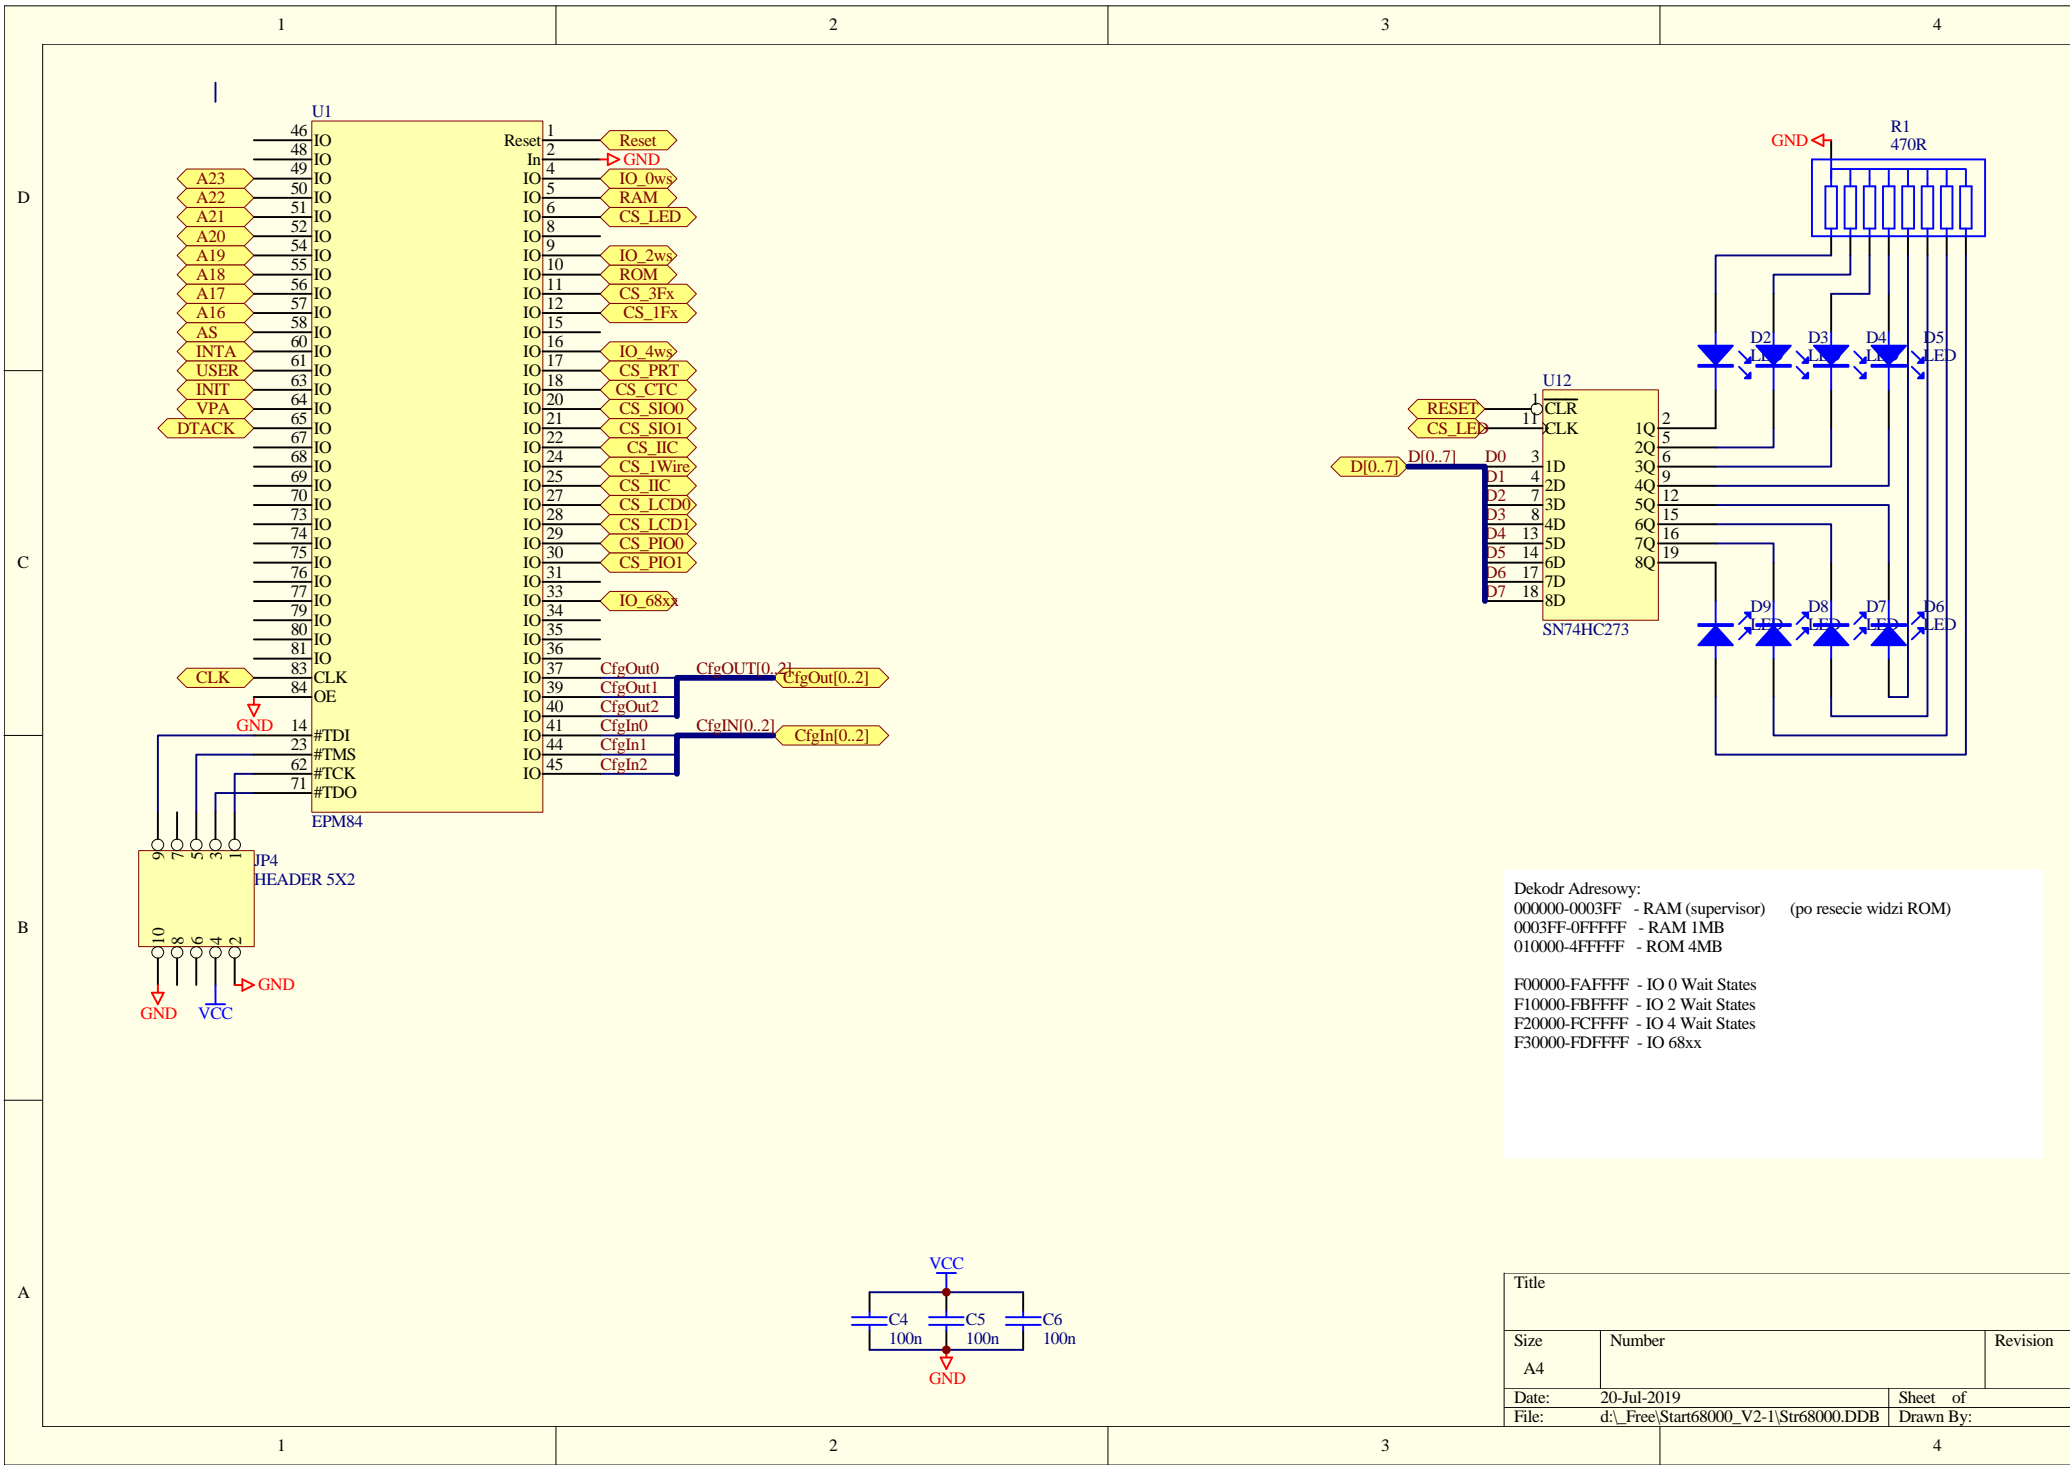 1 2 3 4
D
C
B
A
U1
46 IO
48 IO
A23 49 IO
A22 50 IO
A21 51 IO
A20 52 IO
A19 54 IO
A18 55 IO
A17 56 IO
A16 57 IO
AS 58 IO
INTA 60 IO
USER 61 IO
INIT 63 IO
VPA 64 IO
DTACK 65 IO
67 IO
68 IO
69 IO
70 IO
73 IO
74 IO
75 IO
76 IO
77 IO
79 IO
80 IO
81 IO
CLK 83 CLK
84 OE
GND
14 #TDI
23 #TMS
62 #TCK
71 #TDO
EPM84
Reset 1 Reset
In 2 GND
IO 4 IO_0ws
IO 5 RAM
IO 6 CS_LED
IO 8
IO 9 IO_2ws
IO 10 ROM
IO 11 CS_3Fx
IO 12 CS_1Fx
IO 15
IO 16 IO_4ws
IO 17 CS_PRT
IO 18 CS_CTC
IO 20 CS_SIO0
IO 21 CS_SIO1
IO 22 CS_IIC
IO 24 CS_1Wire
IO 25 CS_IIC
IO 27 CS_LCD0
IO 28 CS_LCD1
IO 29 CS_PIO0
IO 30 CS_PIO1
IO 31
IO 33 IO_68xx
IO 34
IO 35
IO 36
IO 37 CfgOut0 CfgOUT[0..2] CfgOut[0..2]
IO 39 CfgOut1
IO 40 CfgOut2
IO 41 CfgIn0 CfgIN[0..2] CfgIn[0..2]
IO 44 CfgIn1
IO 45 CfgIn2
9 7 5 3 1
JP4
HEADER 5X2
10 8 6 4 2
GND
GND VCC
R1
470R
GND
D2 D3 D4 D5
LED LED LED LED
U12
RESET 1 CLR
CS_LED 11 CLK
D[0..7] D[0..7]
D0 3 1D
D1 4 2D
D2 7 3D
D3 8 4D
D4 13 5D
D5 14 6D
D6 17 7D
D7 18 8D
1Q 2
2Q 5
3Q 6
4Q 9
5Q 12
6Q 15
7Q 16
8Q 19
SN74HC273
D9 D8 D7 D6
LED LED LED LED
Dekodr Adresowy:
000000-0003FF - RAM (supervisor) (po resecie widzi ROM)
0003FF-0FFFFF - RAM 1MB
010000-4FFFFF - ROM 4MB
F00000-FAFFFF - IO 0 Wait States
F10000-FBFFFF - IO 2 Wait States
F20000-FCFFFF - IO 4 Wait States
F30000-FDFFFF - IO 68xx
VCC
C4 C5 C6
100n 100n 100n
GND
Title
Size Number Revision
A4
Date: 20-Jul-2019 Sheet of
File: d:\_Free\Start68000_V2-1\Str68000.DDB Drawn By:
1 2 3 4